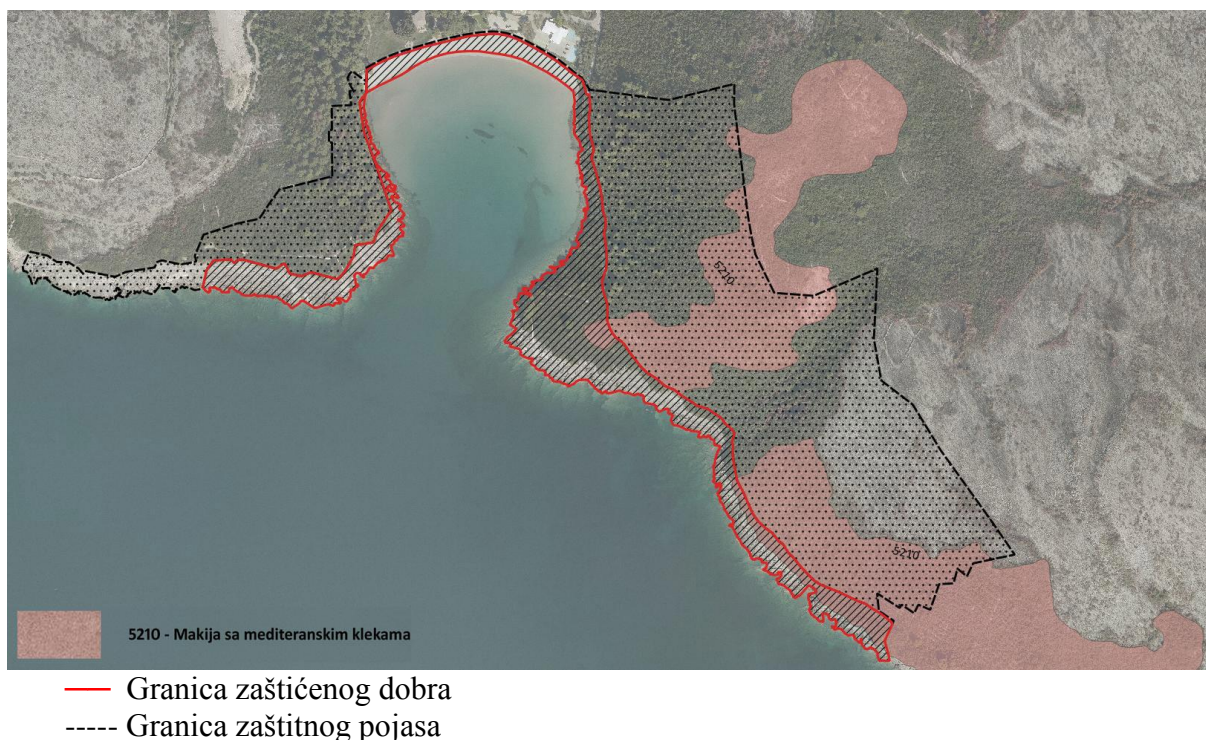 5210
5210
5210 - Makija sa mediteranskim klekama
Granica zaštićenog dobra
Granica zaštitnog pojasa